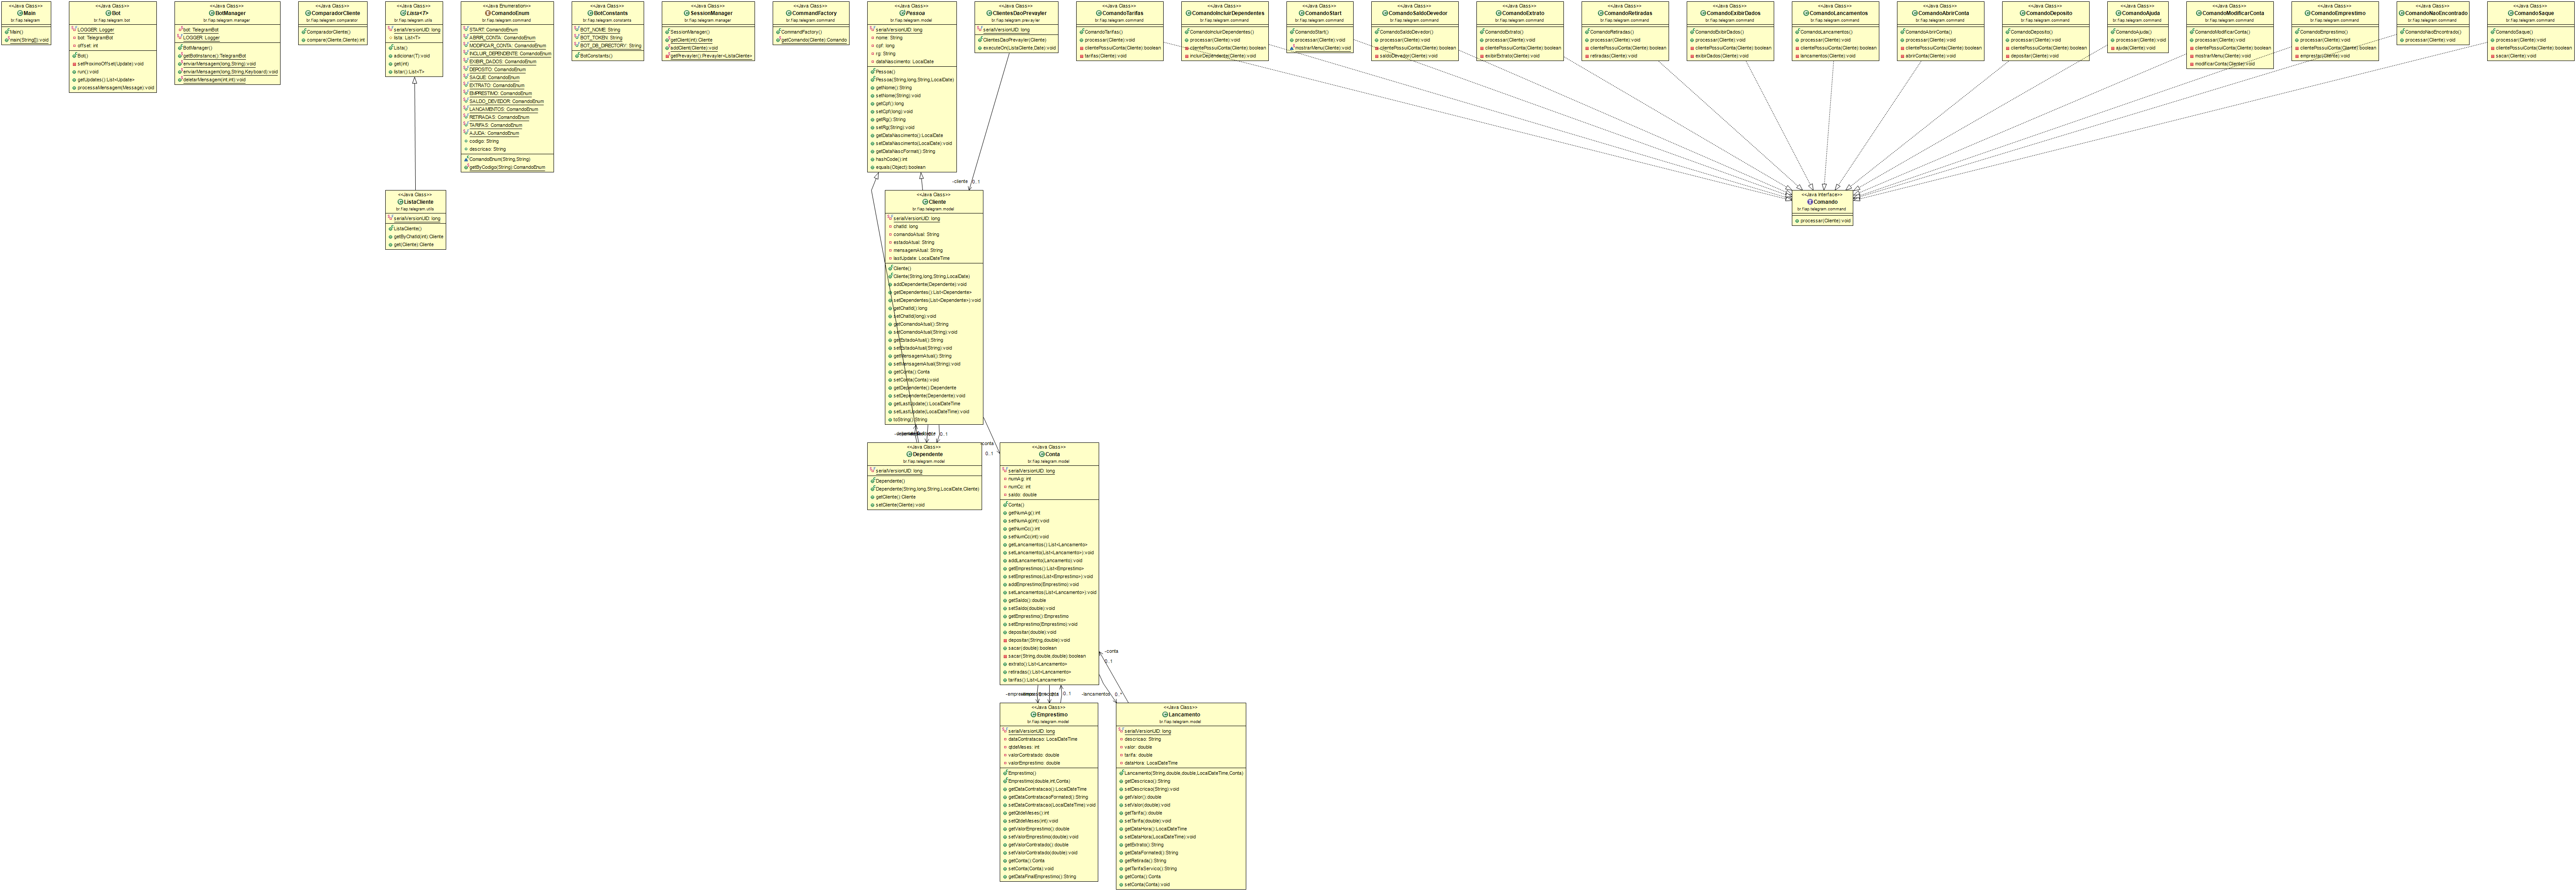 <<Java Class>>
Main
br.fiap.telegram
Main()
main(String[]):void
<<Java Class>>
Bot
br.fiap.telegram.bot
LOGGER: Logger
bot: TelegramBot
offset: int
Bot()
setProximoOffset(Update):void
run():void
getUpdates():List<Update>
processaMensagem(Message):void
<<Java Class>>
BotManager
br.fiap.telegram.manager
bot: TelegramBot
LOGGER: Logger
BotManager()
getBotInstance():TelegramBot
enviarMensagem(long,String):void
enviarMensagem(long,String,Keyboard):void
deletarMensagem(int,int):void
<<Java Class>>
ComparadorCliente
br.fiap.telegram.comparator
ComparadorCliente()
compare(Cliente,Cliente):int
<<Java Class>>
Lista<T>
br.fiap.telegram.utils
serialVersionUID: long
lista: List<T>
Lista()
adicionar(T):void
get(int)
listar():List<T>
<<Java Enumeration>>
ComandoEnum
br.fiap.telegram.command
START: ComandoEnum
ABRIR_CONTA: ComandoEnum
MODIFICAR_CONTA: ComandoEnum
INCLUIR_DEPENDENTE: ComandoEnum
EXIBIR_DADOS: ComandoEnum
DEPOSITO: ComandoEnum
SAQUE: ComandoEnum
EXTRATO: ComandoEnum
EMPRESTIMO: ComandoEnum
SALDO_DEVEDOR: ComandoEnum
LANCAMENTOS: ComandoEnum
RETIRADAS: ComandoEnum
TARIFAS: ComandoEnum
AJUDA: ComandoEnum
codigo: String
descricao: String
ComandoEnum(String,String)
getByCodigo(String):ComandoEnum
<<Java Class>>
BotConstants
br.fiap.telegram.constants
BOT_NOME: String
BOT_TOKEN: String
BOT_DB_DIRECTORY: String
BotConstants()
<<Java Class>>
SessionManager
br.fiap.telegram.manager
SessionManager()
getClient(int):Cliente
addClient(Cliente):void
getPrevayler():Prevayler<ListaCliente>
<<Java Class>>
CommandFactory
br.fiap.telegram.command
CommandFactory()
getComando(Cliente):Comando
<<Java Class>>
Pessoa
br.fiap.telegram.model
serialVersionUID: long
nome: String
cpf: long
rg: String
dataNascimento: LocalDate
Pessoa()
Pessoa(String,long,String,LocalDate)
getNome():String
setNome(String):void
getCpf():long
setCpf(long):void
getRg():String
setRg(String):void
getDataNascimento():LocalDate
setDataNascimento(LocalDate):void
getDataNascFormat():String
hashCode():int
equals(Object):boolean
<<Java Class>>
ClientesDaoPrevayler
br.fiap.telegram.prevayler
serialVersionUID: long
ClientesDaoPrevayler(Cliente)
executeOn(ListaCliente,Date):void
<<Java Class>>
ComandoTarifas
br.fiap.telegram.command
ComandoTarifas()
processar(Cliente):void
clientePossuiConta(Cliente):boolean
tarifas(Cliente):void
<<Java Class>>
ComandoIncluirDependentes
br.fiap.telegram.command
ComandoIncluirDependentes()
processar(Cliente):void
clientePossuiConta(Cliente):boolean
incluirDependente(Cliente):void
<<Java Class>>
ComandoStart
br.fiap.telegram.command
ComandoStart()
processar(Cliente):void
mostrarMenu(Cliente):void
<<Java Class>>
ComandoSaldoDevedor
br.fiap.telegram.command
ComandoSaldoDevedor()
processar(Cliente):void
clientePossuiConta(Cliente):boolean
saldoDevedor(Cliente):void
<<Java Class>>
ComandoExtrato
br.fiap.telegram.command
ComandoExtrato()
processar(Cliente):void
clientePossuiConta(Cliente):boolean
exibirExtrato(Cliente):void
<<Java Class>>
ComandoRetiradas
br.fiap.telegram.command
ComandoRetiradas()
processar(Cliente):void
clientePossuiConta(Cliente):boolean
retiradas(Cliente):void
<<Java Class>>
ComandoExibirDados
br.fiap.telegram.command
ComandoExibirDados()
processar(Cliente):void
clientePossuiConta(Cliente):boolean
exibirDados(Cliente):void
<<Java Class>>
ComandoLancamentos
br.fiap.telegram.command
ComandoLancamentos()
processar(Cliente):void
clientePossuiConta(Cliente):boolean
lancamentos(Cliente):void
<<Java Class>>
ComandoAbrirConta
br.fiap.telegram.command
ComandoAbrirConta()
processar(Cliente):void
clientePossuiConta(Cliente):boolean
abrirConta(Cliente):void
<<Java Class>>
ComandoDeposito
br.fiap.telegram.command
ComandoDeposito()
processar(Cliente):void
clientePossuiConta(Cliente):boolean
depositar(Cliente):void
<<Java Class>>
ComandoAjuda
br.fiap.telegram.command
ComandoAjuda()
processar(Cliente):void
ajuda(Cliente):void
<<Java Class>>
ComandoModificarConta
br.fiap.telegram.command
ComandoModificarConta()
processar(Cliente):void
clientePossuiConta(Cliente):boolean
mostrarMenu(Cliente):void
modificarConta(Cliente):void
<<Java Class>>
ComandoEmprestimo
br.fiap.telegram.command
ComandoEmprestimo()
processar(Cliente):void
clientePossuiConta(Cliente):boolean
emprestimo(Cliente):void
<<Java Class>>
ComandoNaoEncontrado
br.fiap.telegram.command
ComandoNaoEncontrado()
processar(Cliente):void
<<Java Class>>
ComandoSaque
br.fiap.telegram.command
ComandoSaque()
processar(Cliente):void
clientePossuiConta(Cliente):boolean
sacar(Cliente):void
<<Java Class>>
ListaCliente
br.fiap.telegram.utils
serialVersionUID: long
ListaCliente()
getByChatId(int):Cliente
get(Cliente):Cliente
-cliente 0..1
<<Java Class>>
Cliente
br.fiap.telegram.model
serialVersionUID: long
chatId: long
comandoAtual: String
estadoAtual: String
mensagemAtual: String
lastUpdate: LocalDateTime
Cliente()
Cliente(String,long,String,LocalDate)
addDependente(Dependente):void
getDependentes():List<Dependente>
setDependentes(List<Dependente>):void
getChatId():long
setChatId(long):void
getComandoAtual():String
setComandoAtual(String):void
getEstadoAtual():String
setEstadoAtual(String):void
getMensagemAtual():String
setMensagemAtual(String):void
getConta():Conta
setConta(Conta):void
getDependente():Dependente
setDependente(Dependente):void
getLastUpdate():LocalDateTime
setLastUpdate(LocalDateTime):void
toString():String
<<Java Interface>>
Comando
br.fiap.telegram.command
processar(Cliente):void
0..1
-conta
0..1
<<Java Class>>
Dependente
br.fiap.telegram.model
serialVersionUID: long
Dependente()
Dependente(String,long,String,LocalDate,Cliente)
getCliente():Cliente
setCliente(Cliente):void
<<Java Class>>
Conta
br.fiap.telegram.model
serialVersionUID: long
numAg: int
numCc: int
saldo: double
Conta()
getNumAg():int
setNumAg(int):void
getNumCc():int
setNumCc(int):void
getLancamentos():List<Lancamento>
setLancamento(List<Lancamento>):void
addLancamento(Lancamento):void
getEmprestimos():List<Emprestimo>
setEmprestimos(List<Emprestimo>):void
addEmprestimo(Emprestimo):void
setLancamentos(List<Lancamento>):void
getSaldo():double
setSaldo(double):void
getEmprestimo():Emprestimo
setEmprestimo(Emprestimo):void
depositar(double):void
depositar(String,double):void
sacar(double):boolean
sacar(String,double,double):boolean
extrato():List<Lancamento>
retiradas():List<Lancamento>
tarifas():List<Lancamento>
-conta
0..1
0..1
-lancamentos 0..*
<<Java Class>>
Emprestimo
br.fiap.telegram.model
serialVersionUID: long
dataContratacao: LocalDateTime
qtdeMeses: int
valorContratado: double
valorEmprestimo: double
Emprestimo()
Emprestimo(double,int,Conta)
getDataContratacao():LocalDateTime
getDataContratacaoFormated():String
setDataContratacao(LocalDateTime):void
getQtdeMeses():int
setQtdeMeses(int):void
getValorEmprestimo():double
setValorEmprestimo(double):void
getValorContratado():double
setValorContratado(double):void
getConta():Conta
setConta(Conta):void
getDataFinalEmprestimo():String
<<Java Class>>
Lancamento
br.fiap.telegram.model
serialVersionUID: long
descricao: String
valor: double
tarifa: double
dataHora: LocalDateTime
Lancamento(String,double,double,LocalDateTime,Conta)
getDescricao():String
setDescricao(String):void
getValor():double
setValor(double):void
getTarifa():double
setTarifa(double):void
getDataHora():LocalDateTime
setDataHora(LocalDateTime):void
getExtrato():String
getDataFormated():String
getRetirada():String
getTarifaServico():String
getConta():Conta
setConta(Conta):void